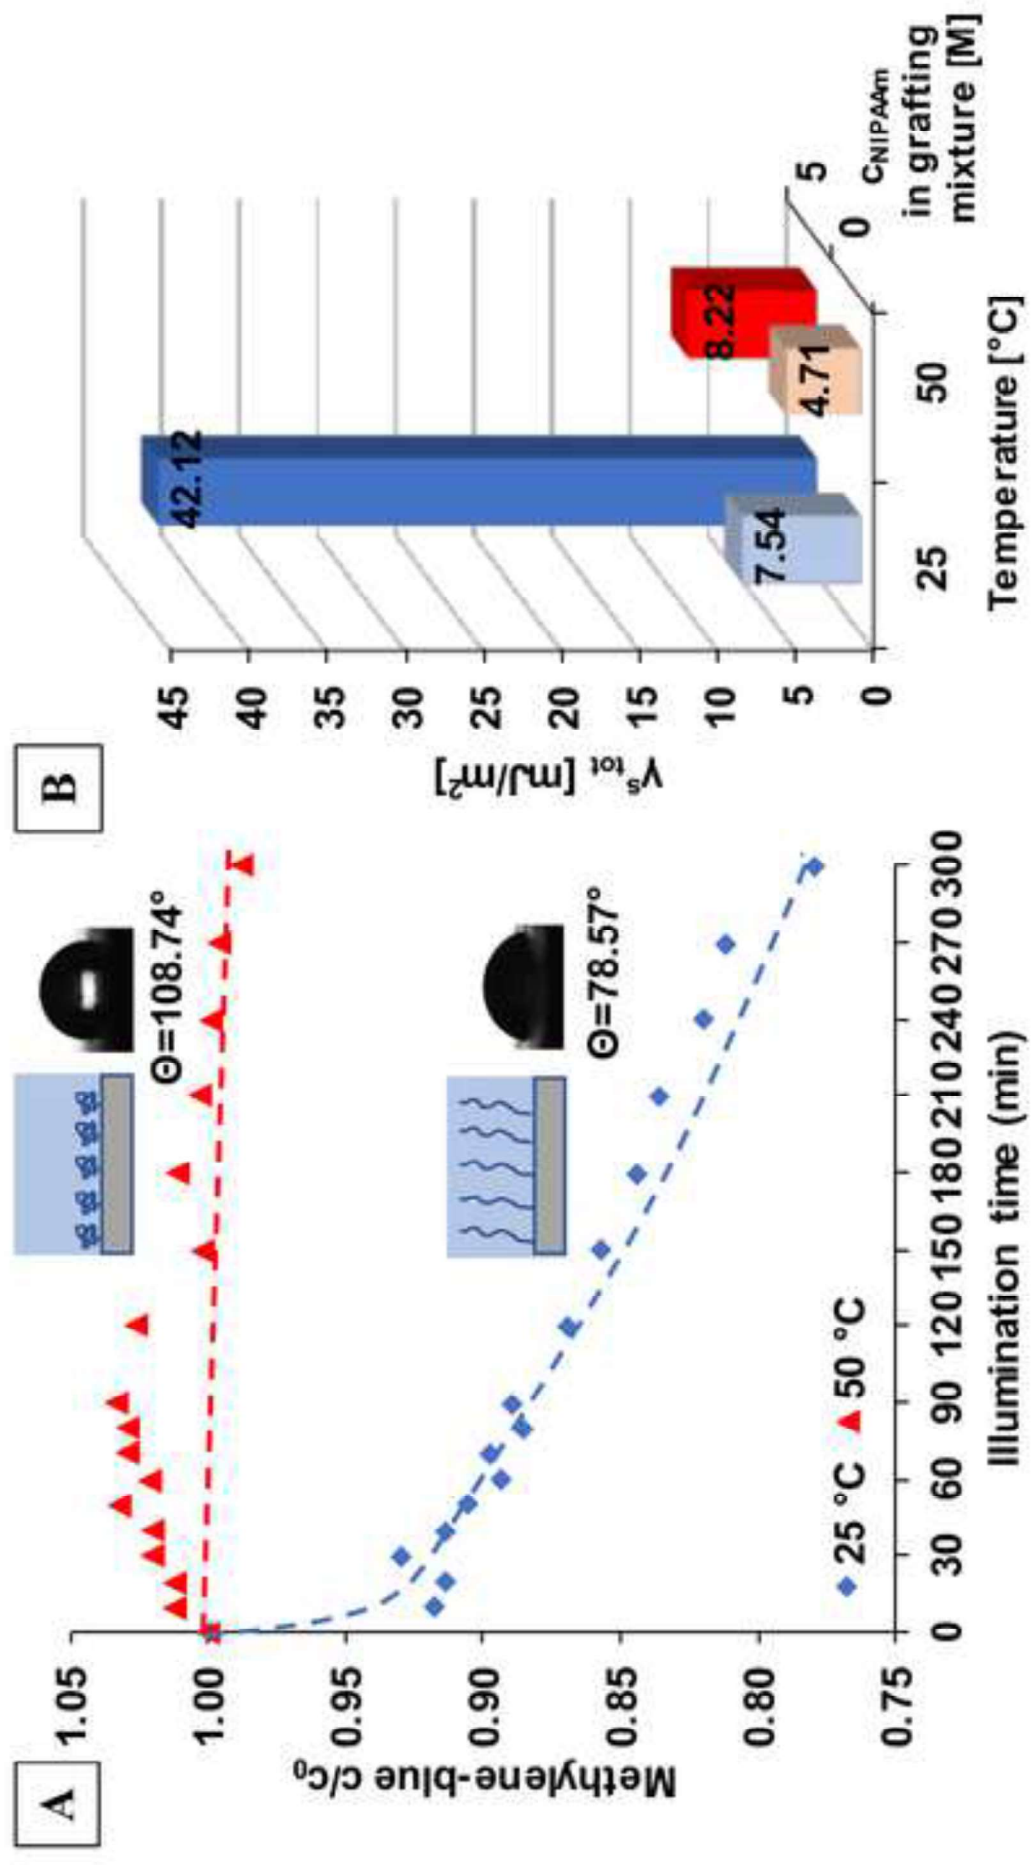 A
1.05
1.00
0.95
0.90
0.85
0.80
0.75
Methylene-blue c/c₀
Θ=108.74°
Θ=78.57°
25 °C 50 °C
0 30 60 90 120 150 180 210 240 270 300
Illumination time (min)
B
45
40
35
30
25
20
15
10
5
0
γˢₜₒₜ [mJ/m²]
42.12
7.54
8.22
4.71
25 50
Temperature [°C]
0
5
C_NIPAAm
in grafting
mixture [M]